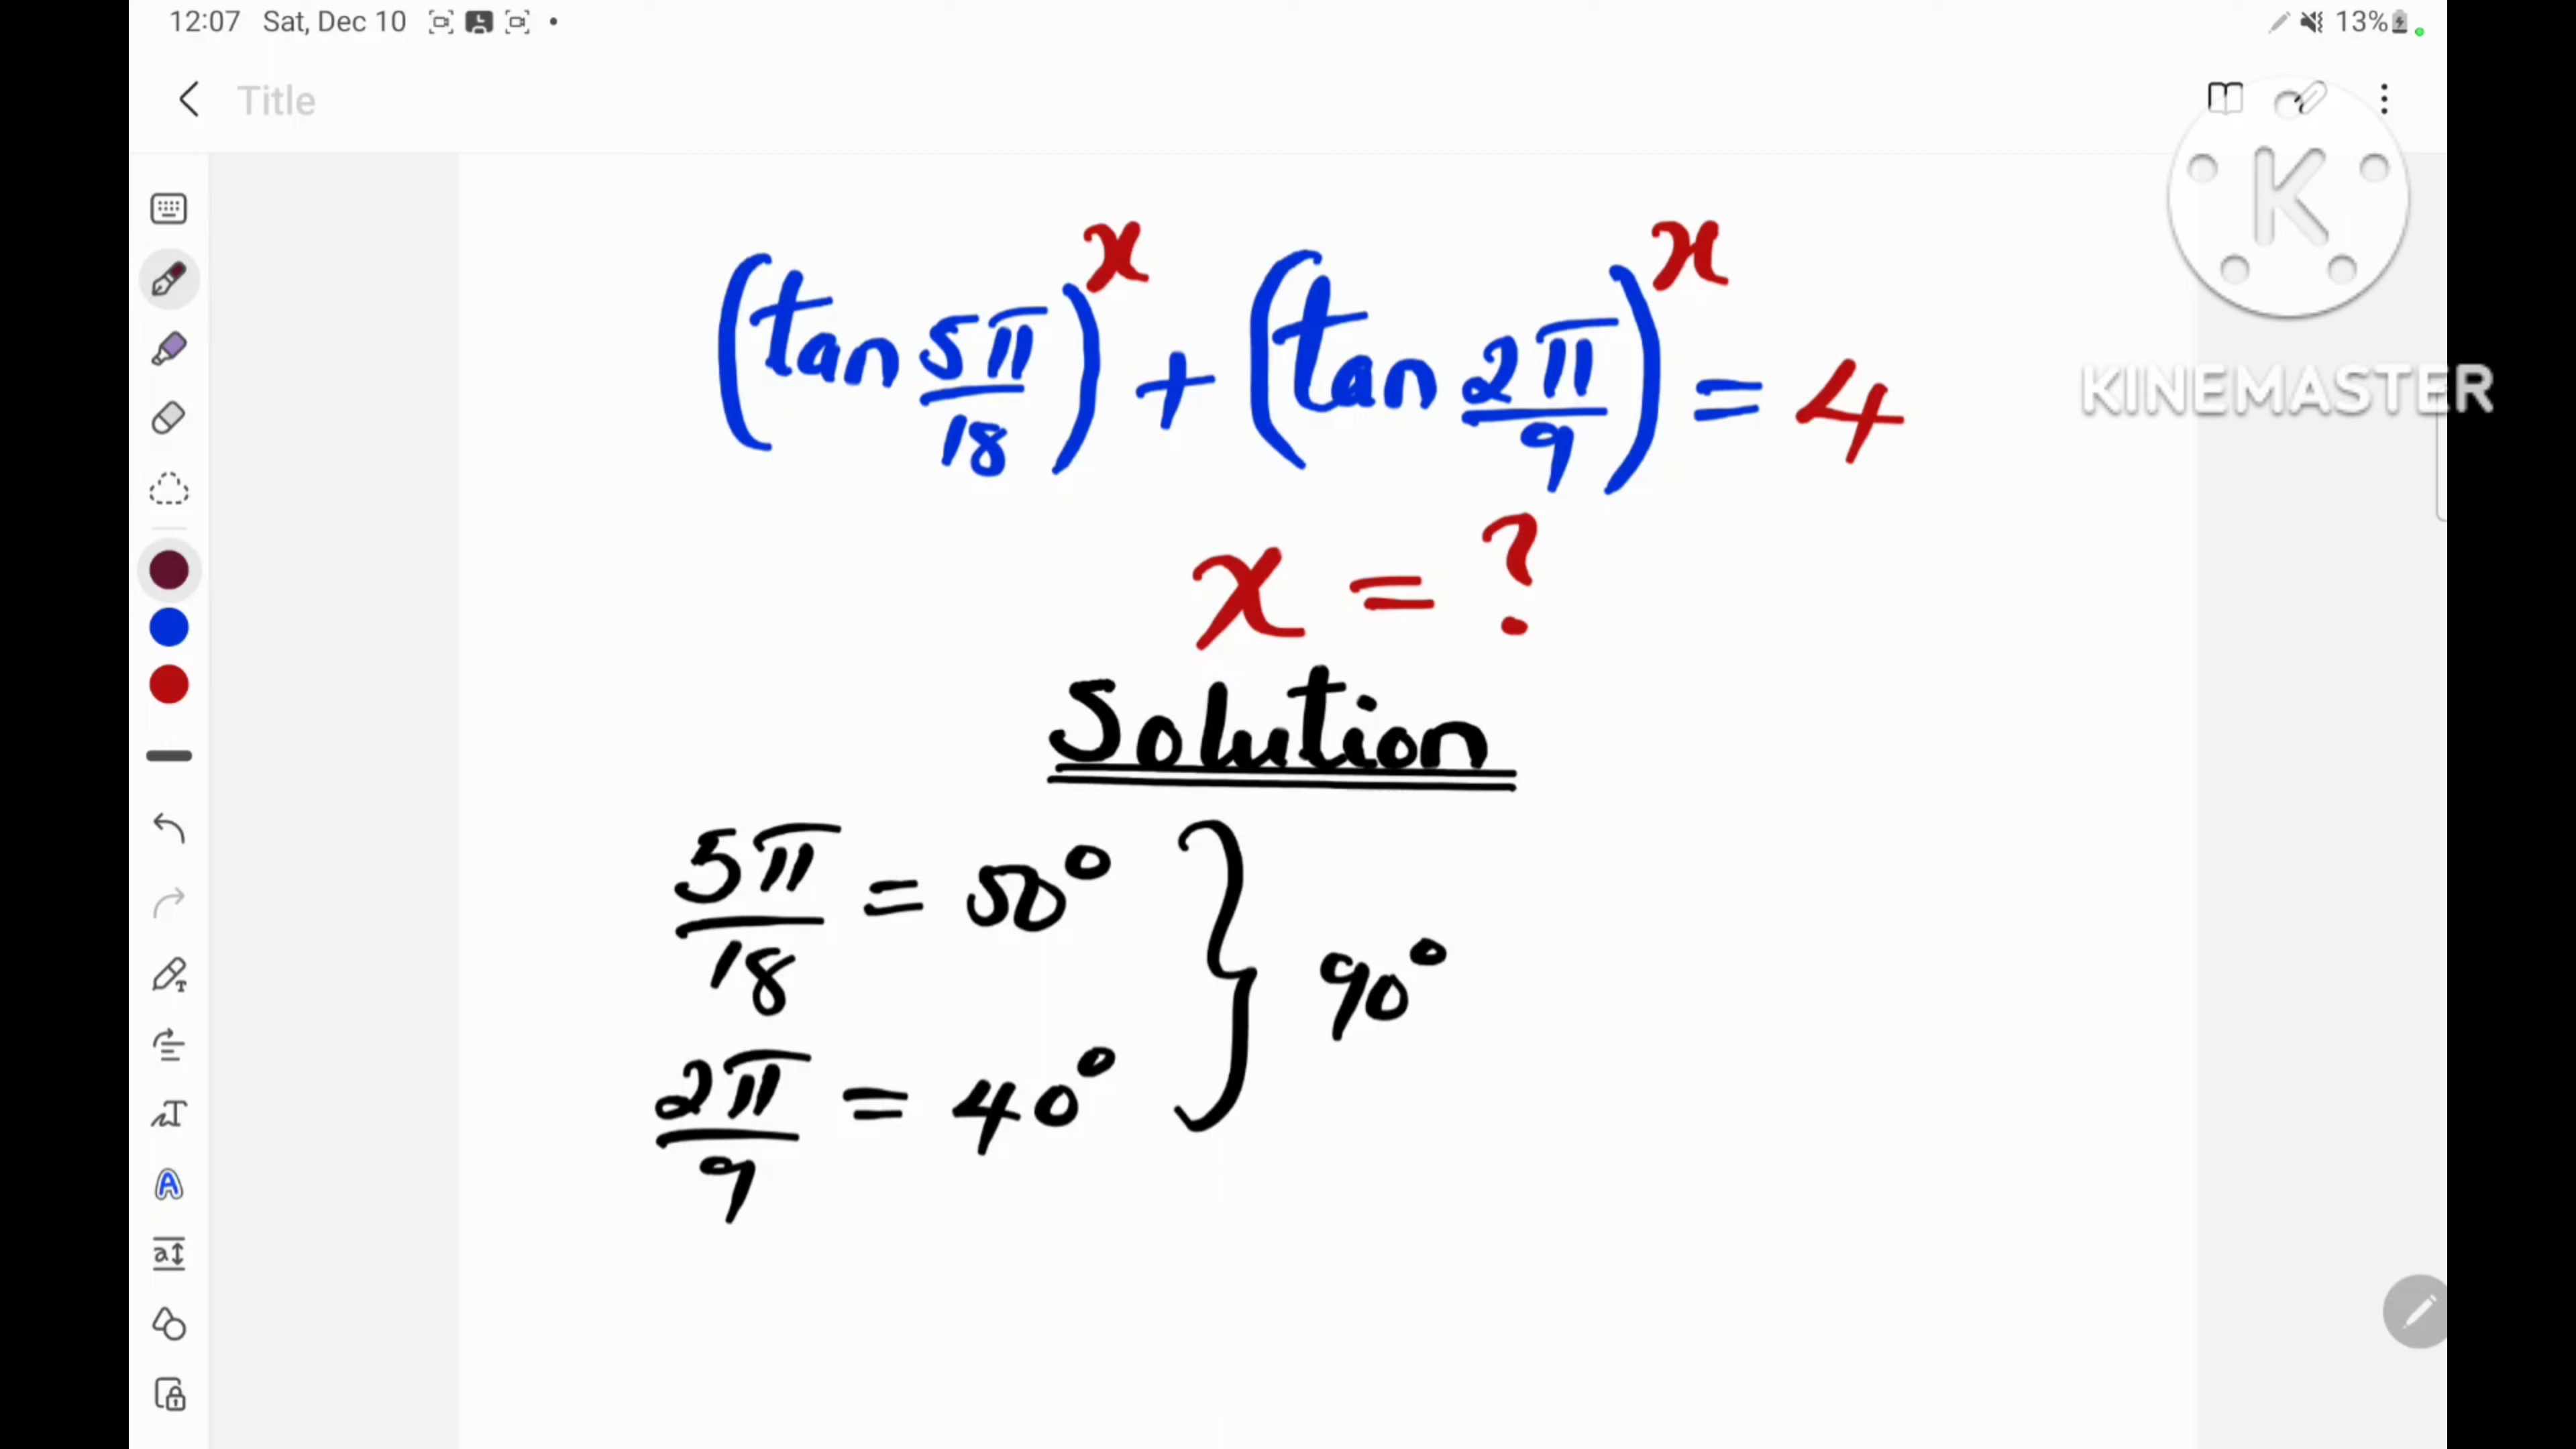 12:07 Sat, Dec 10 13%
Title
(tan 5π/18)^x + (tan 2π/9)^x = 4
x = ?
Solution
5π/18 = 50°
90°
2π/9 = 40°
K
KINEMASTER